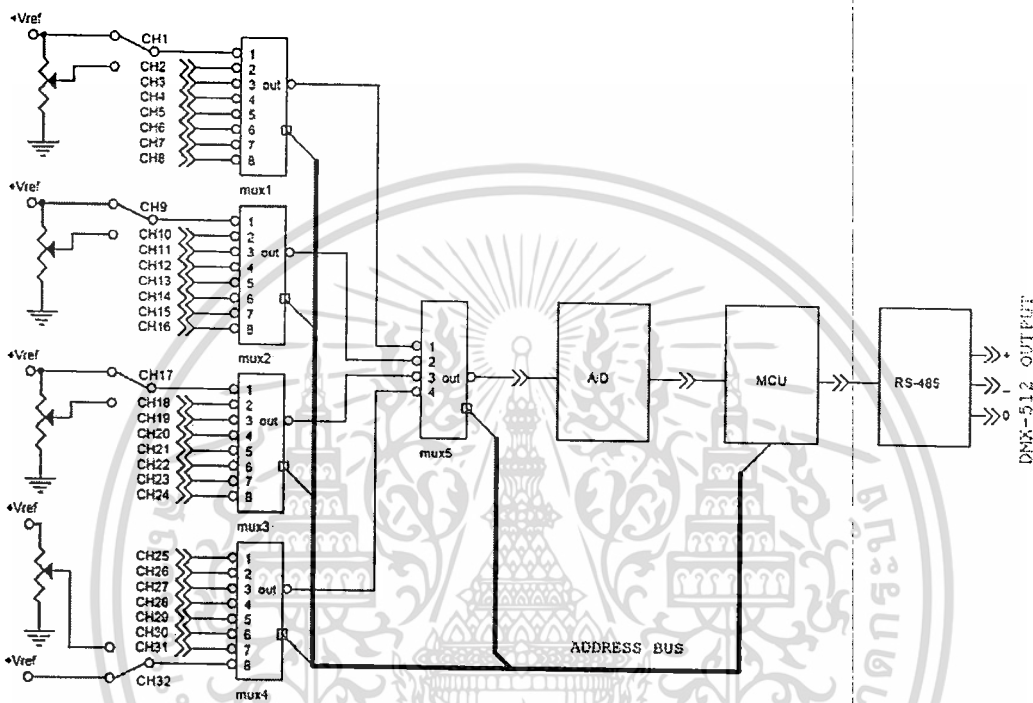 +Vref
CH1
CH2
CH3
CH4
CH5
CH6
CH7
CH8
1
2
3
4
5
6
7
8
out
mux1
+Vref
CH9
CH10
CH11
CH12
CH13
CH14
CH15
CH16
1
2
3
4
5
6
7
8
out
mux2
+Vref
CH17
CH18
CH19
CH20
CH21
CH22
CH23
CH24
1
2
3
4
5
6
7
8
out
mux3
+Vref
CH25
CH26
CH27
CH28
CH29
CH30
CH31
CH32
+Vref
1
2
3
4
5
6
7
8
out
mux4
1
2
3
4
out
mux5
A/D
MCU
RS-485
+
-
0
DMX-512 OUTPUT
ADDRESS BUS